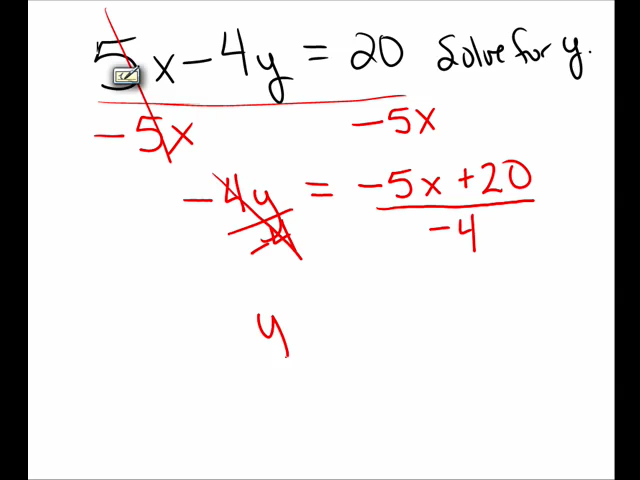 5x - 4y = 20 Solve for y.
-5x -5x
-4y = -5x + 20
-4 -4
y